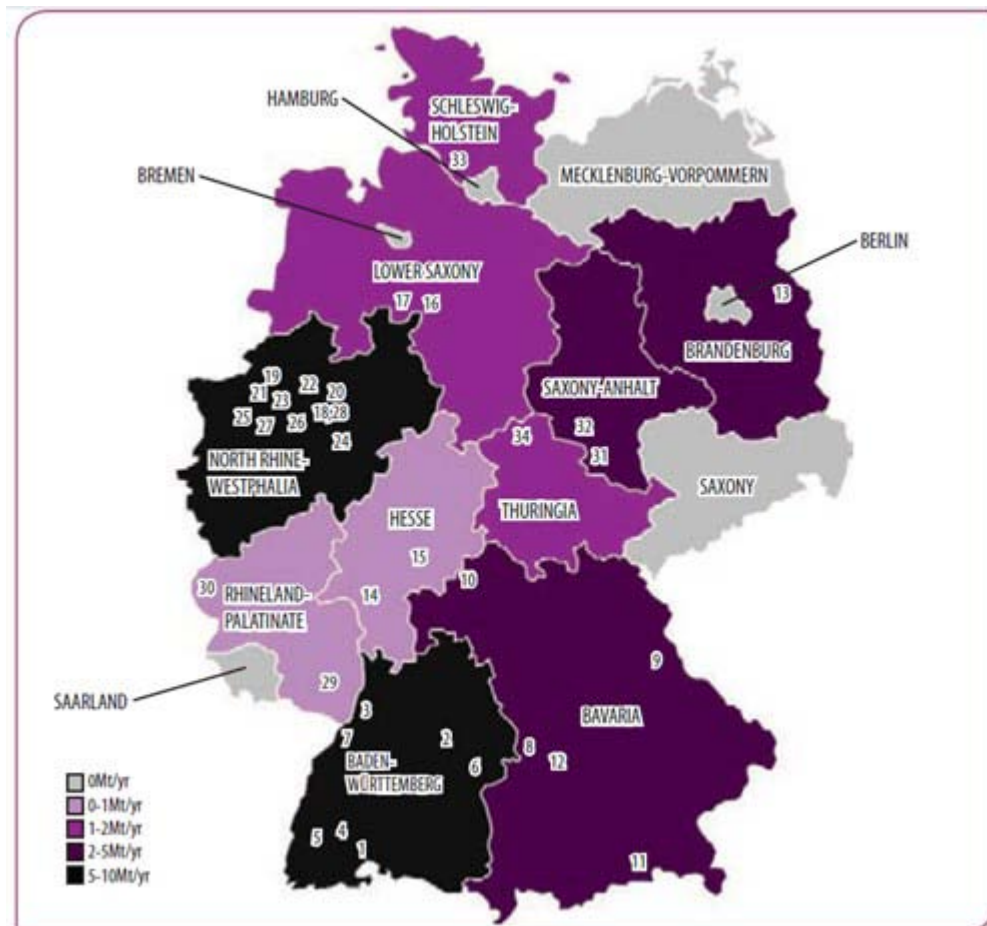 HAMBURG
SCHLESWIG-
HOLSTEIN
33
MECKLENBURG-VORPOMMERN
BREMEN
BERLIN
LOWER SAXONY
17
16
13
BRANDENBURG
19
22
20
21
23
SAXONY-ANHALT
25
27
26
18
28
24
32
34
31
NORTH RHINE-
WESTPHALIA
SAXONY
HESSE
THURINGIA
15
10
30
14
RHINELAND-
PALATINATE
9
29
SAARLAND
3
BAVARIA
7
2
8
12
BADEN-
WÜRTTEMBERG
6
5
4
1
11
0Mt/yr
0-1Mt/yr
1-2Mt/yr
2-5Mt/yr
5-10Mt/yr